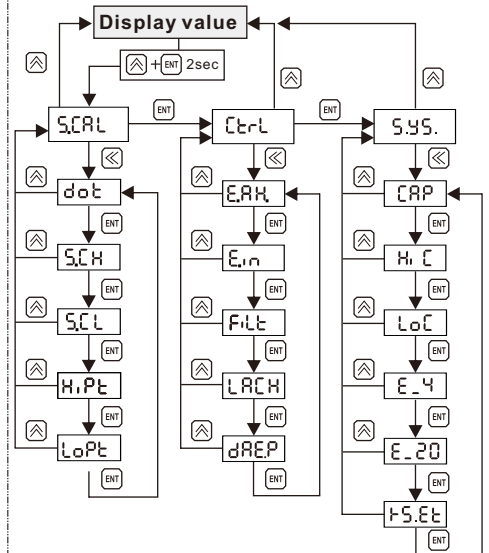 Display value
+ENT 2sec
ENT ENT
S.CAL CtrL S.YS.
dot E.AH. CAP
ENT ENT ENT
S.CH E.in Hi C
ENT ENT ENT
S.CL FiLt LoC
ENT ENT ENT
Hi.Pt LACH E_4
ENT ENT ENT
LoPt dAE.P E_20
ENT ENT ENT
rS.Et
ENT